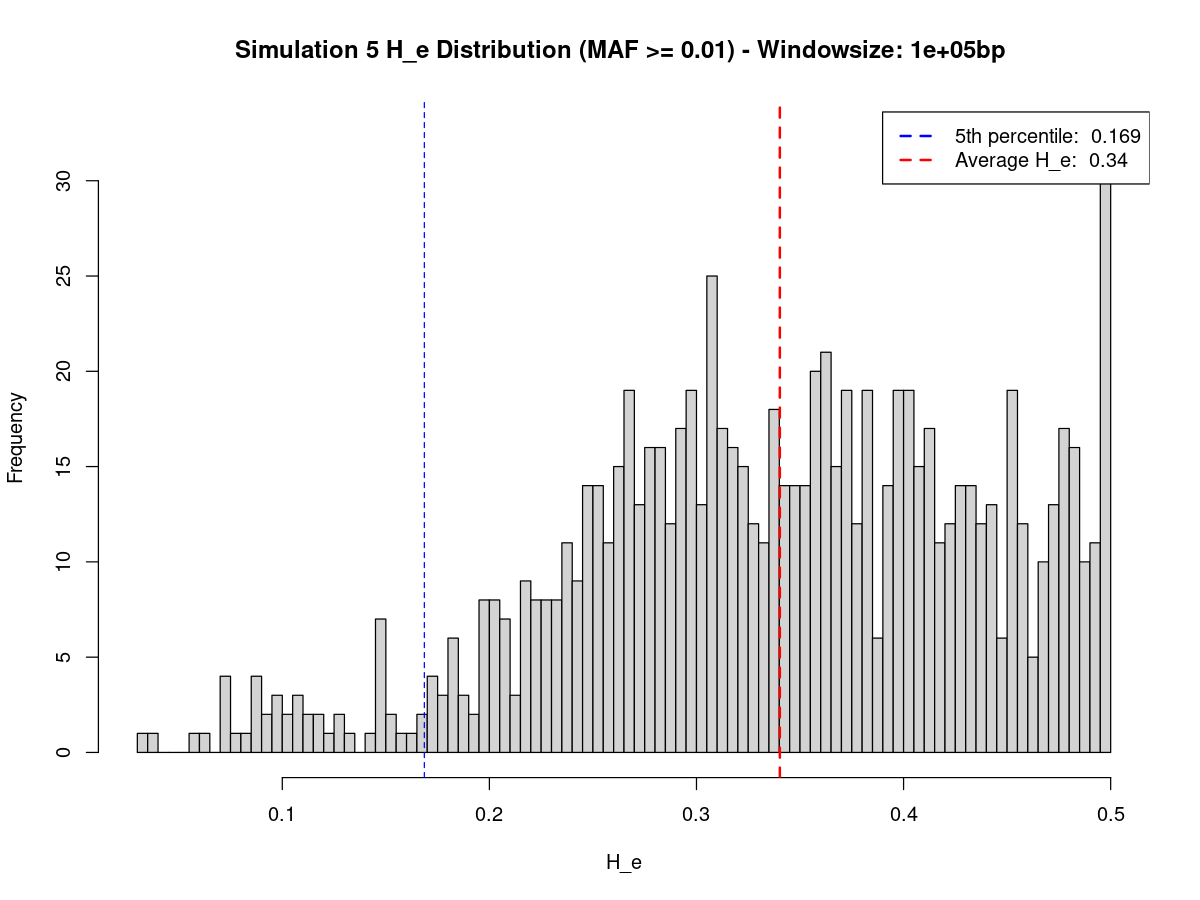 Simulation 5 H_e Distribution (MAF >= 0.01) - Windowsize: 1e+05bp
5th percentile:  0.169
Average H_e:  0.34
30
25
20
15
10
5
0
Frequency
0.1 0.2 0.3 0.4 0.5
H_e